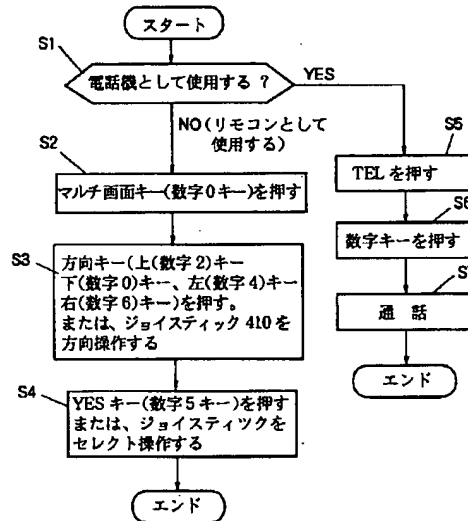 スタート
S1
電話機として使用する ?
YES
NO(リモコンとして
使用する)
S2
マルチ画面キー(数字0キー)を押す
S3
方向キー(上(数字2)キー
下(数字0)キー、左(数字4)キー
右(数字6)キー)を押す。
または、ジョイスティック 410 を
方向操作する
S4
YESキー(数字5キー)を押す
または、ジョイスティツクを
セレクト操作する
エンド
S5
TELを押す
S6
数字キーを押す
通 話
エンド